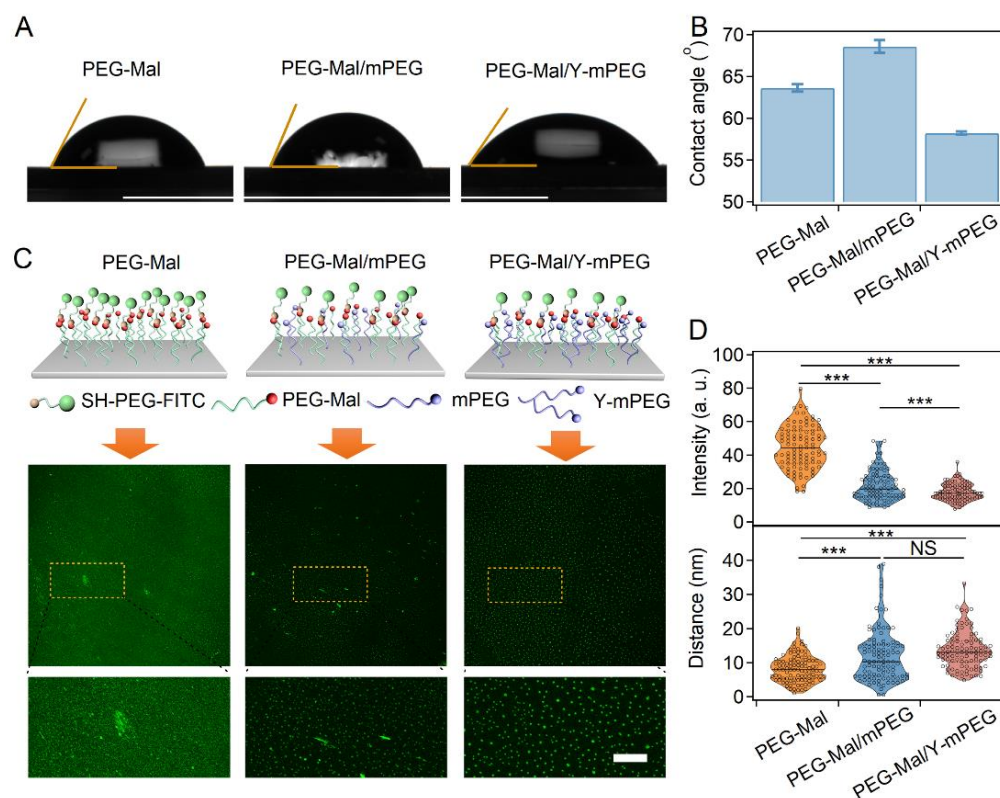 A
PEG-Mal
PEG-Mal/mPEG
PEG-Mal/Y-mPEG
B
Contact angle (°)
70
65
60
55
50
PEG-Mal
PEG-Mal/mPEG
PEG-Mal/Y-mPEG
C
PEG-Mal
PEG-Mal/mPEG
PEG-Mal/Y-mPEG
SH-PEG-FITC
PEG-Mal
mPEG
Y-mPEG
D
Intensity (a. u.)
100
80
60
40
20
0
***
***
***
Distance (nm)
40
30
20
10
0
***
***
NS
PEG-Mal
PEG-Mal/mPEG
PEG-Mal/Y-mPEG